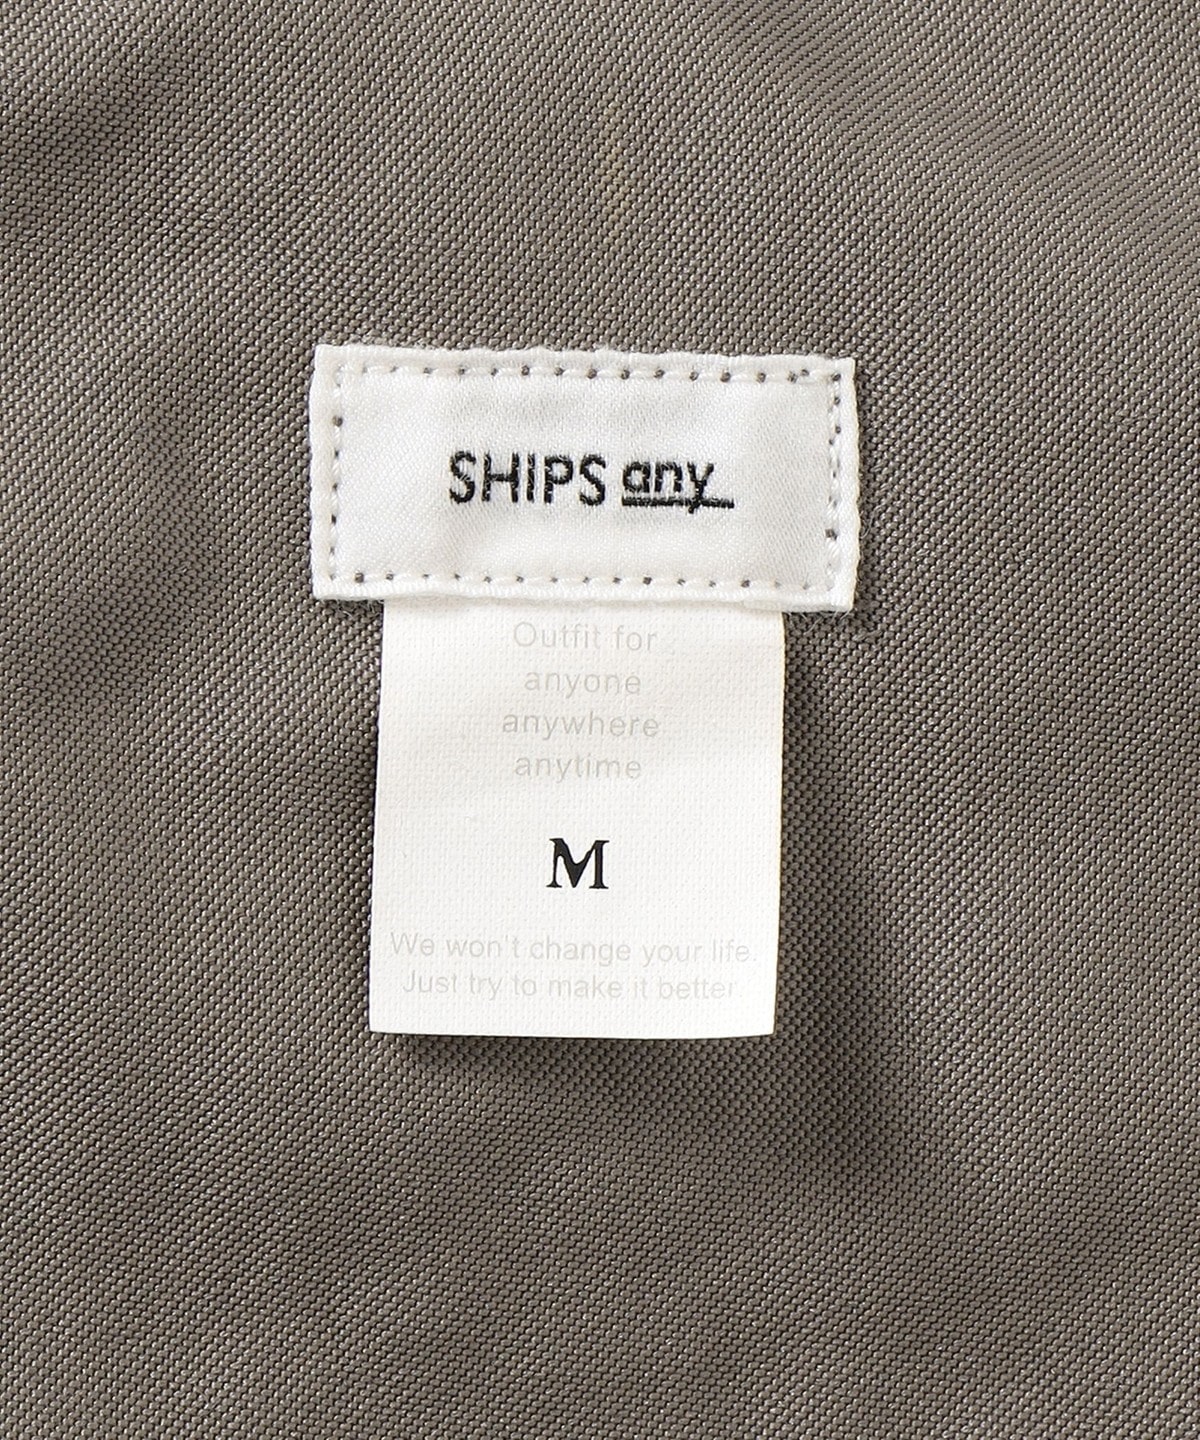 SHIPS any
Outfit for
anyone
anywhere
anytime
M
We won't change your life.
Just try to make it better